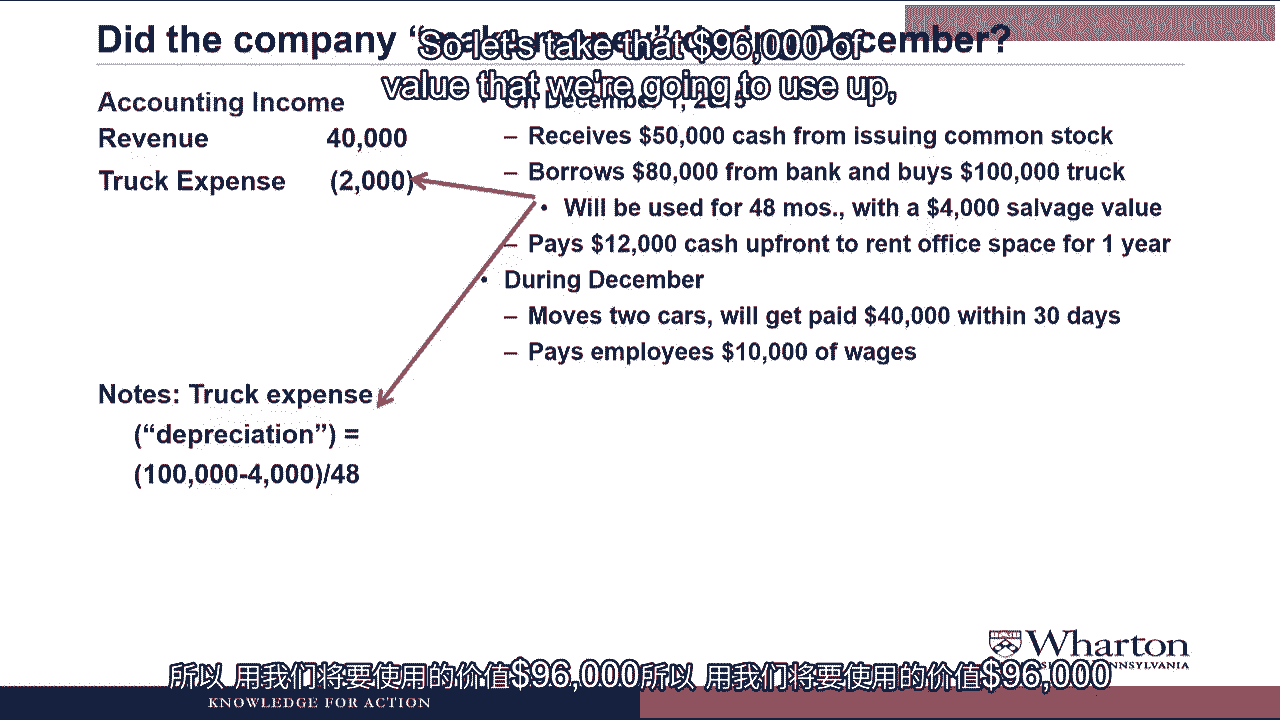 Did the company “make money” during December?
So let's take that $96,000 of
value that we're going to use up,
Accounting Income
Revenue 40,000
Truck Expense (2,000)
• On December 1, 2015
– Receives $50,000 cash from issuing common stock
– Borrows $80,000 from bank and buys $100,000 truck
• Will be used for 48 mos., with a $4,000 salvage value
– Pays $12,000 cash upfront to rent office space for 1 year
• During December
– Moves two cars, will get paid $40,000 within 30 days
– Pays employees $10,000 of wages
Notes: Truck expense
(“depreciation”) =
(100,000-4,000)/48
Wharton
PENNSYLVANIA
所以 用我们将要使用的价值$96,000所以 用我们将要使用的价值$96,000
KNOWLEDGE FOR ACTION